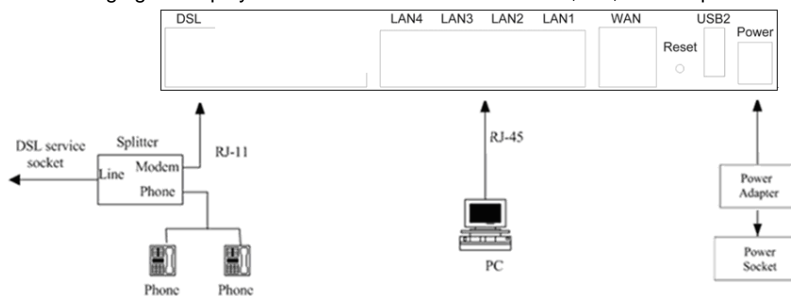 DSL LAN4 LAN3 LAN2 LAN1 WAN USB2
Power
Reset
DSL service
socket
Splitter
Line
Modem
Phone
RJ-11
RJ-45
Power
Adapter
Power
Socket
PC
Phone Phone